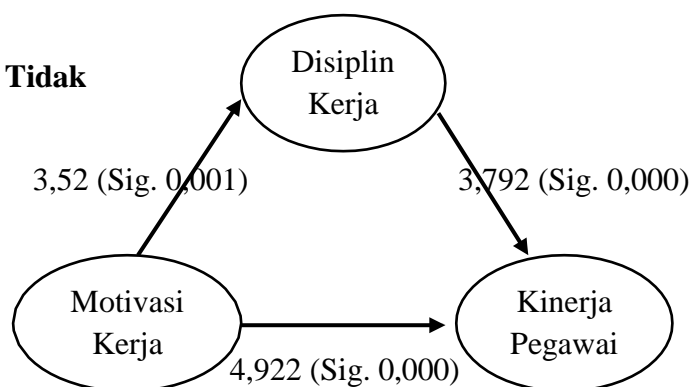 Disiplin
Kerja
Tidak
3,52 (Sig. 0,001)
3,792 (Sig. 0,000)
Motivasi
Kerja
Kinerja
Pegawai
4,922 (Sig. 0,000)